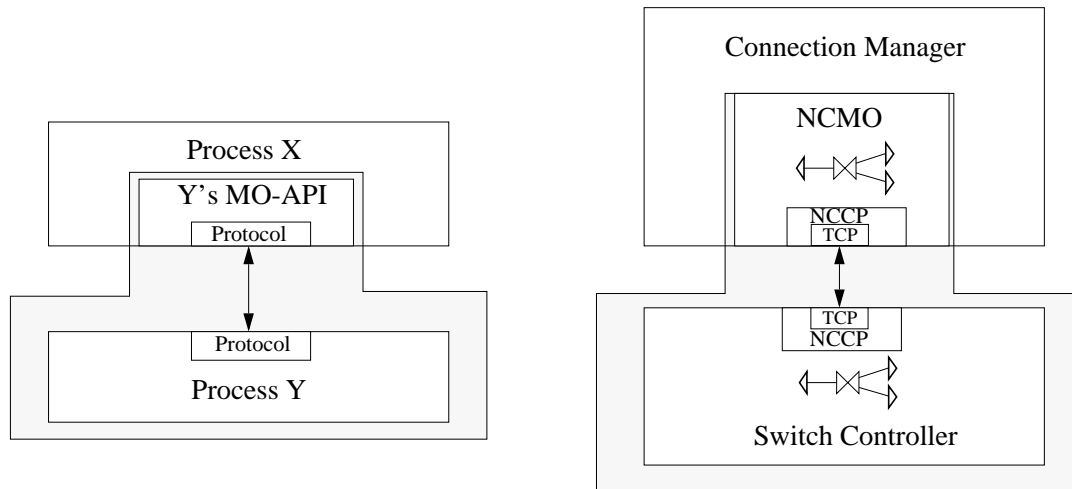 Process X
Y's MO-API
Protocol
Protocol
Process Y
Connection Manager
NCMO
NCCP
TCP
TCP
NCCP
Switch Controller